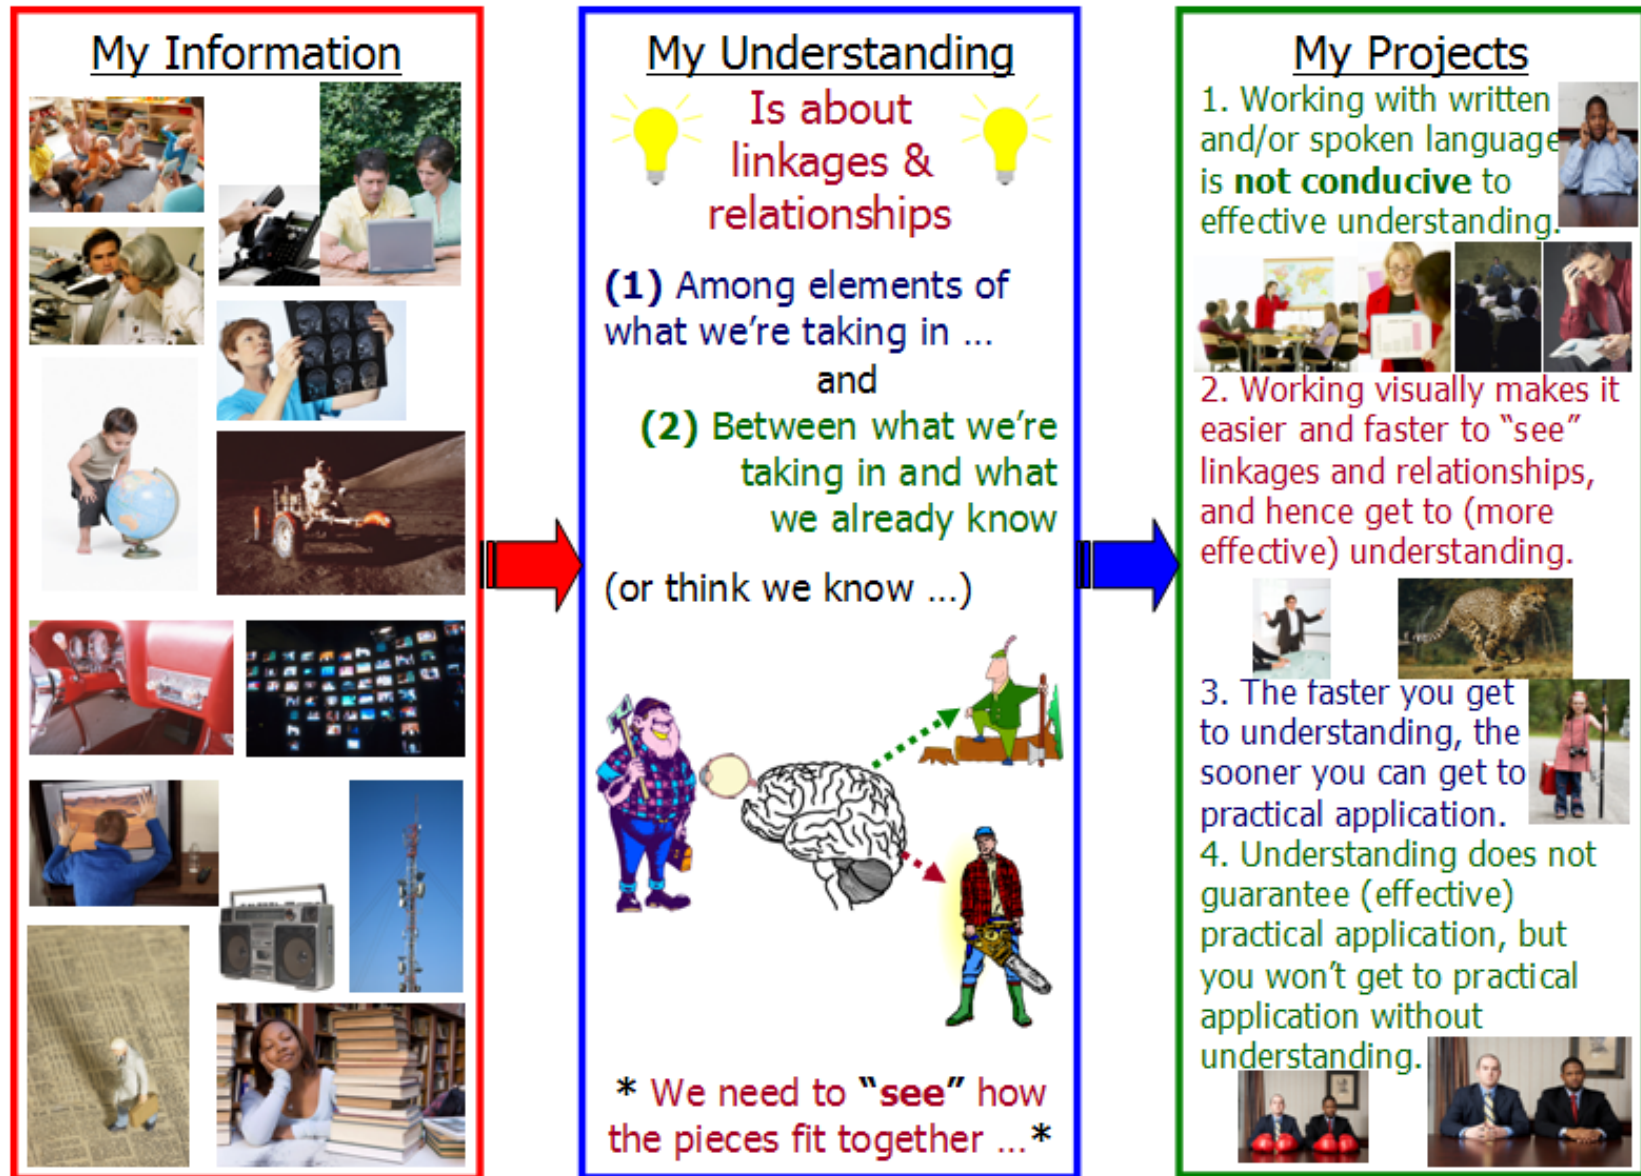 My Information
My Understanding
Is about
linkages &
relationships
(1) Among elements of
what we're taking in ...
and
(2) Between what we're
taking in and what
we already know
(or think we know ...)
* We need to “see” how
the pieces fit together ...*
My Projects
1. Working with written
and/or spoken language
is not conducive to
effective understanding.
2. Working visually makes it
easier and faster to “see”
linkages and relationships,
and hence get to (more
effective) understanding.
3. The faster you get
to understanding, the
sooner you can get to
practical application.
4. Understanding does not
guarantee (effective)
practical application, but
you won't get to practical
application without
understanding.